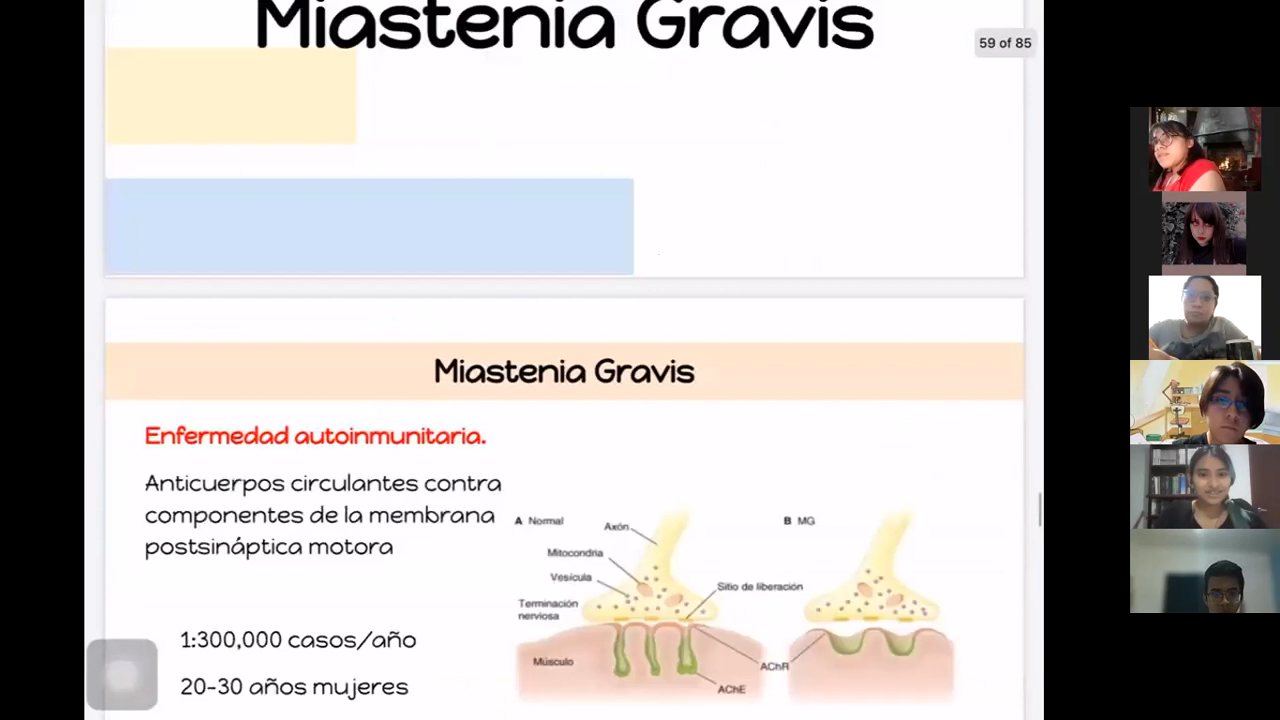 Miastenia Gravis
59 of 85
Miastenia Gravis
Enfermedad autoinmunitaria.
Anticuerpos circulantes contra
componentes de la membrana
postsináptica motora
1:300,000 casos/año
20-30 años mujeres
A Normal
Axón
Mitocondria
Vesícula
Terminación
nerviosa
Músculo
Sitio de liberación
AChR
AChE
B MG